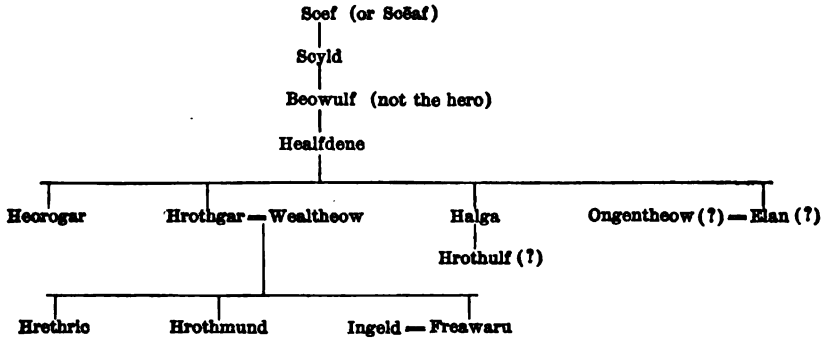 Scef (or Scēaf)
Scyld
Beowulf (not the hero)
Healfdene
Heorogar Hrothgar = Wealtheow Halga Ongentheow (?) = Elan (?)
Hrothulf (?)
Hrethric Hrothmund Ingeld = Freawaru